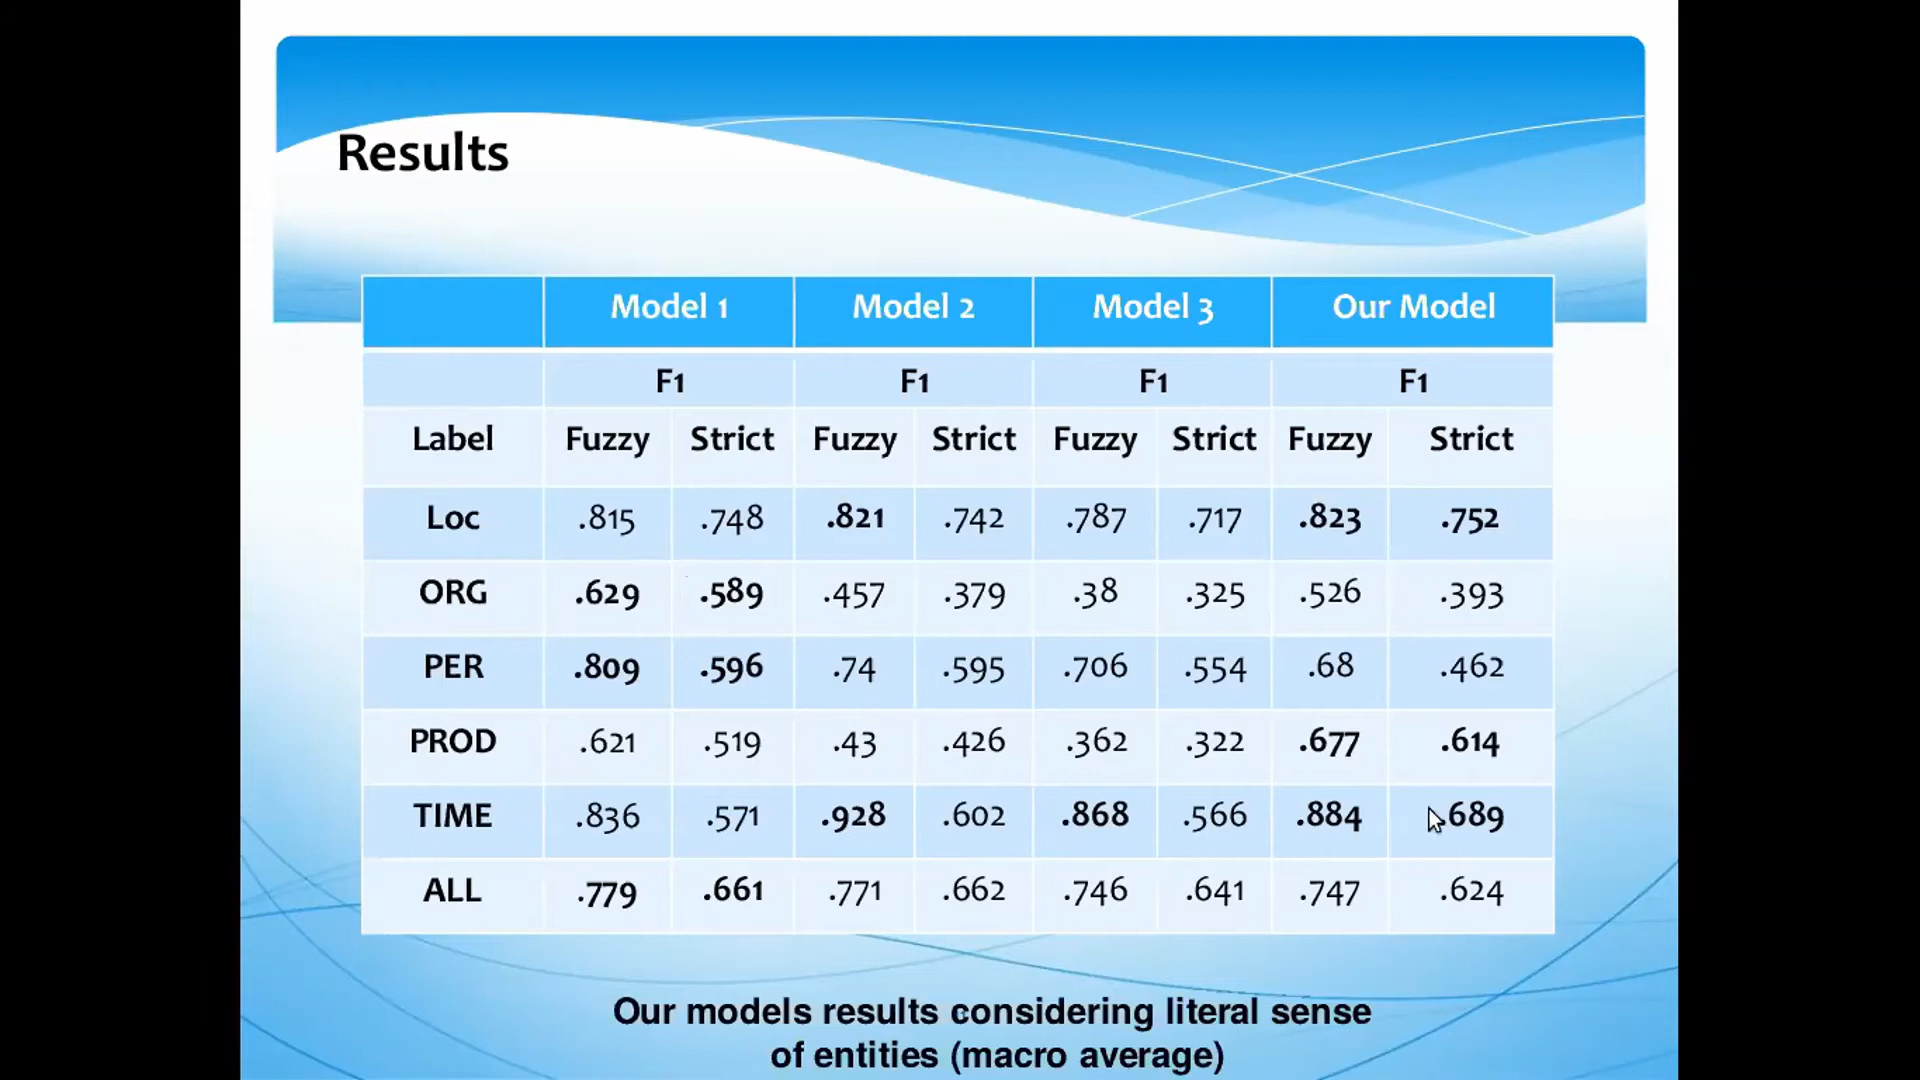 Results
Model 1 Model 2 Model 3 Our Model
F1 F1 F1 F1
Label Fuzzy Strict Fuzzy Strict Fuzzy Strict Fuzzy Strict
Loc .815 .748 .821 .742 .787 .717 .823 .752
ORG .629 .589 .457 .379 .38 .325 .526 .393
PER .809 .596 .74 .595 .706 .554 .68 .462
PROD .621 .519 .43 .426 .362 .322 .677 .614
TIME .836 .571 .928 .602 .868 .566 .884 .689
ALL .779 .661 .771 .662 .746 .641 .747 .624
Our models results considering literal sense
of entities (macro average)